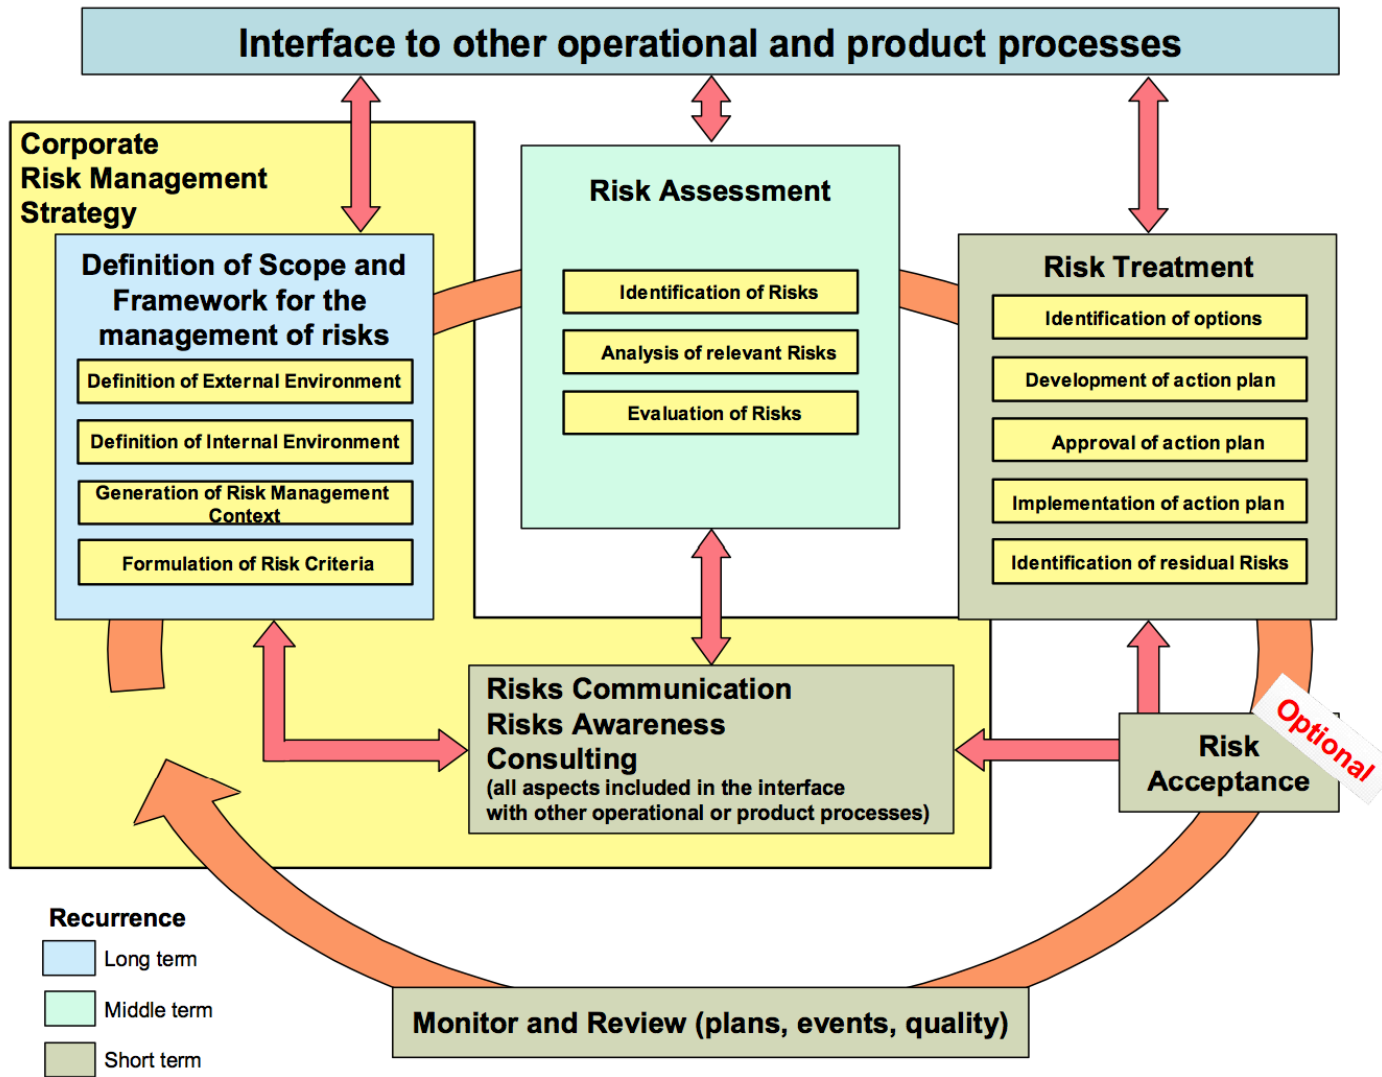 Interface to other operational and product processes
Corporate
Risk Management
Strategy
Definition of Scope and
Framework for the
management of risks
Definition of External Environment
Definition of Internal Environment
Generation of Risk Management
Context
Formulation of Risk Criteria
Risk Assessment
Identification of Risks
Analysis of relevant Risks
Evaluation of Risks
Risk Treatment
Identification of options
Development of action plan
Approval of action plan
Implementation of action plan
Identification of residual Risks
Risks Communication
Risks Awareness
Consulting
(all aspects included in the interface
with other operational or product processes)
Risk
Acceptance
Optional
Recurrence
Long term
Middle term
Short term
Monitor and Review (plans, events, quality)